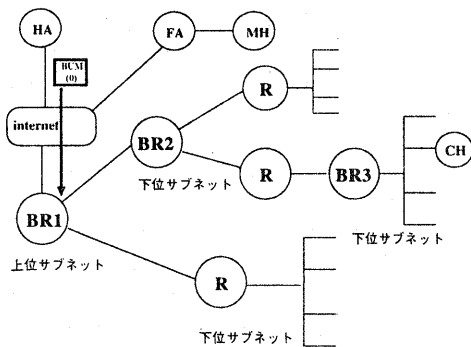 HA
FA
MH
BUM
(0)
R
internet
BR2
下位サブネット
R
BR3
CH
BR1
下位サブネット
上位サブネット
R
下位サブネット